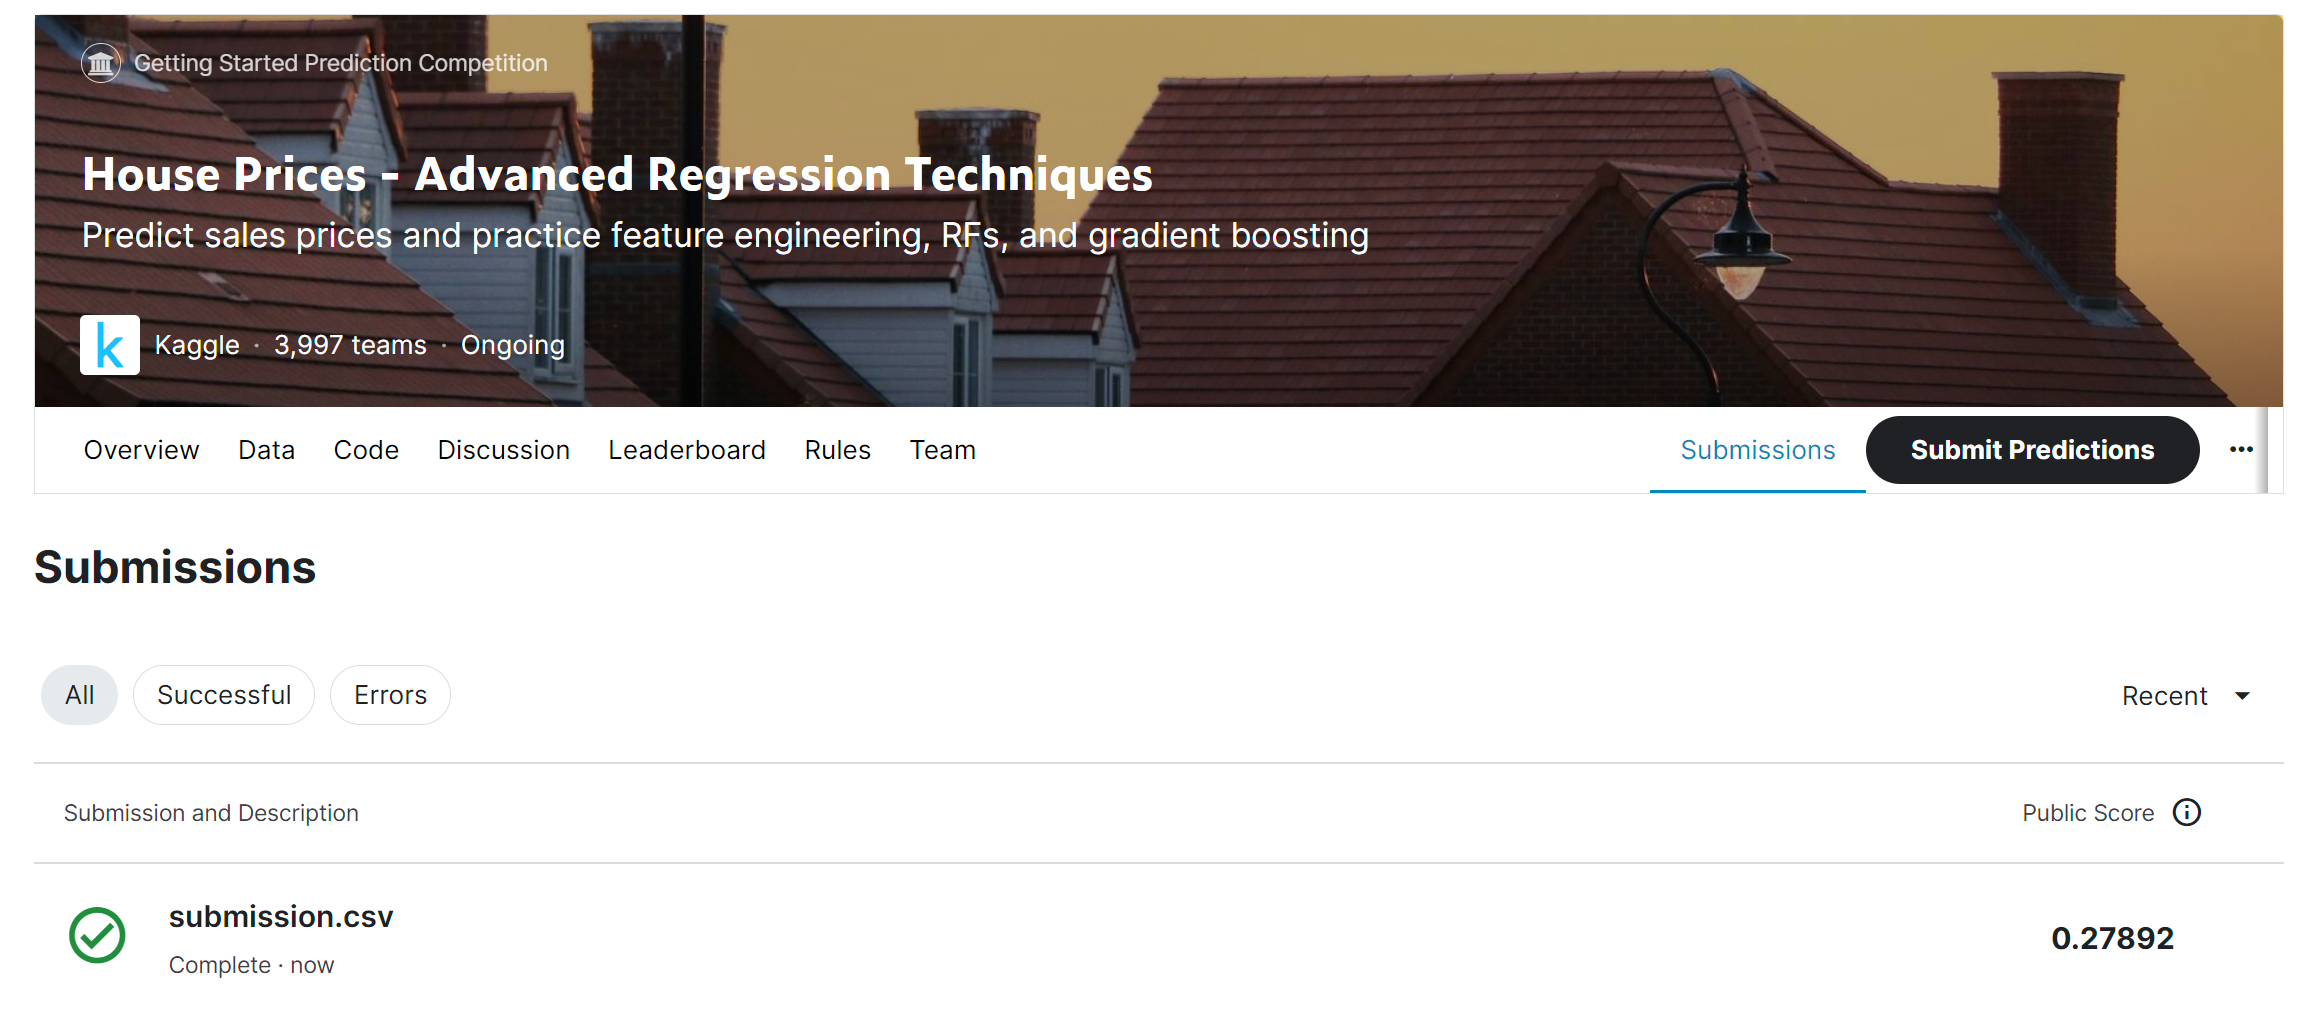 Getting Started Prediction Competition
House Prices - Advanced Regression Techniques
Predict sales prices and practice feature engineering, RFs, and gradient boosting
k
Kaggle · 3,997 teams · Ongoing
Overview Data Code Discussion Leaderboard Rules Team Submissions Submit Predictions ...
Submissions
All Successful Errors Recent
Submission and Description Public Score
submission.csv
Complete · now
0.27892